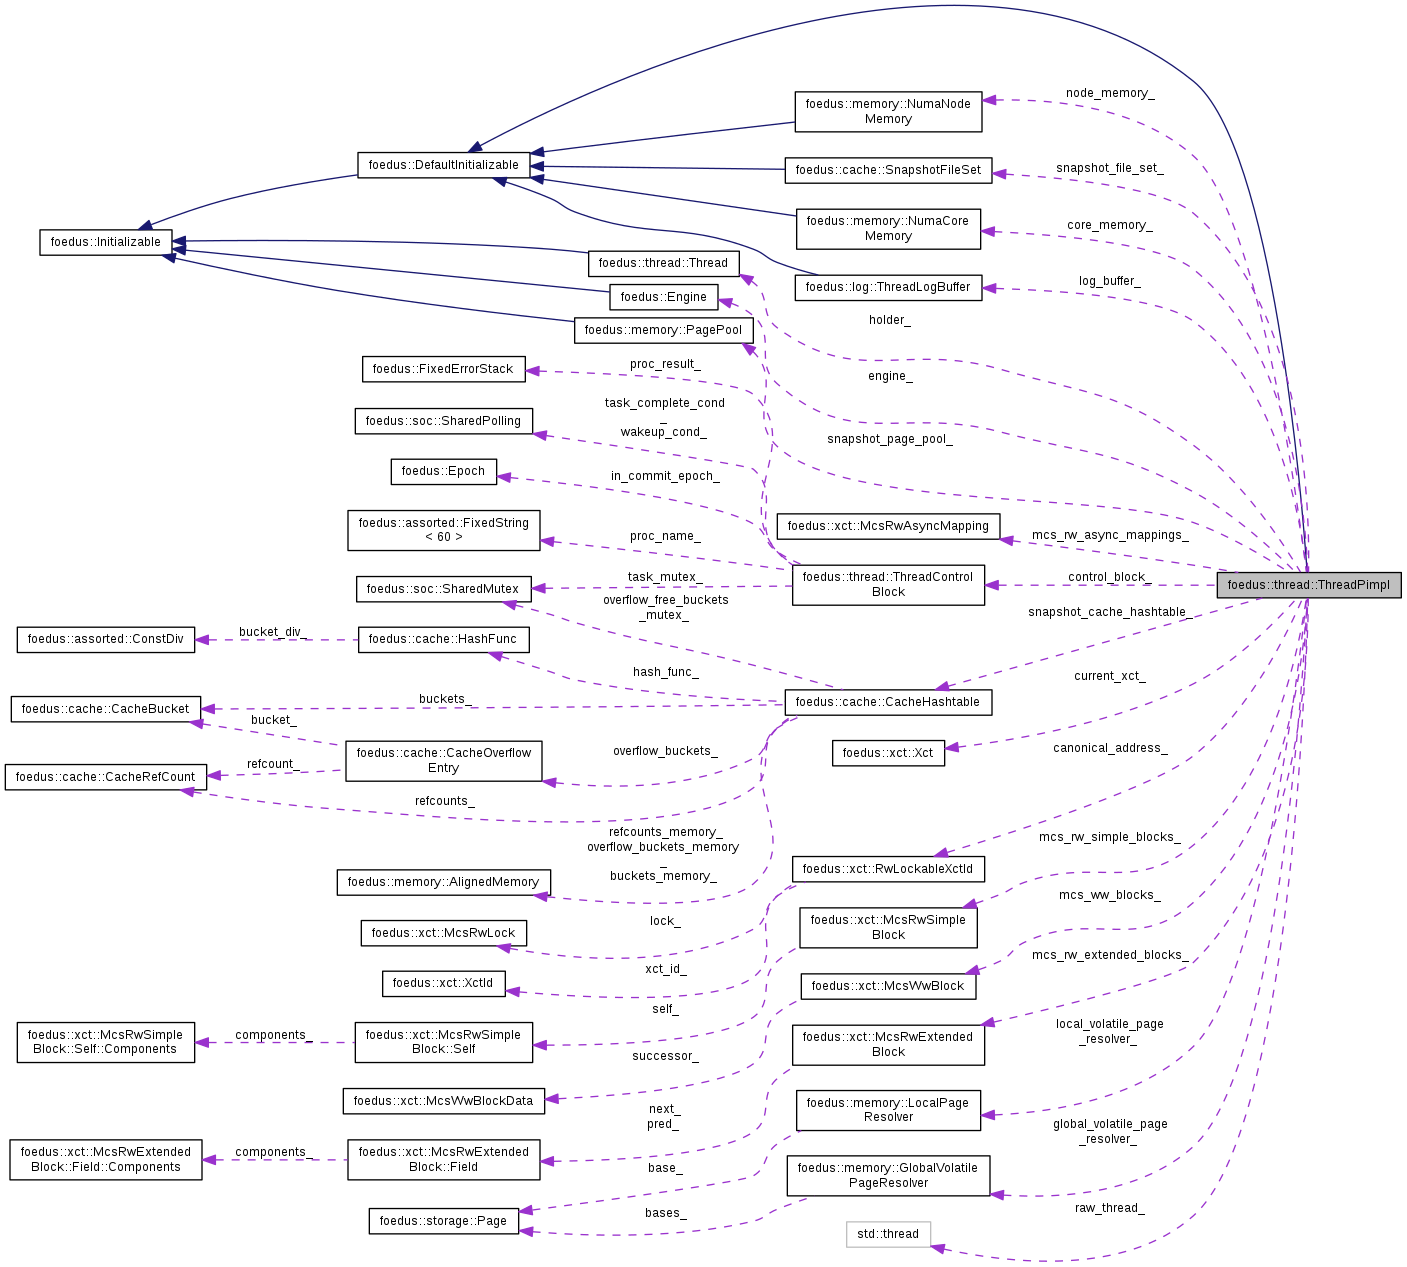 node_memory_
foedus::memory::NumaNode
Memory
foedus::DefaultInitializable
foedus::cache::SnapshotFileSet
snapshot_file_set_
foedus::memory::NumaCore
Memory
core_memory_
foedus::Initializable
foedus::thread::Thread
foedus::log::ThreadLogBuffer
log_buffer_
foedus::Engine
holder_
foedus::memory::PagePool
foedus::FixedErrorStack
proc_result_
engine_
foedus::soc::SharedPolling
task_complete_cond
_
wakeup_cond_
snapshot_page_pool_
foedus::Epoch
in_commit_epoch_
foedus::assorted::FixedString
< 60 >
proc_name_
foedus::xct::McsRwAsyncMapping
mcs_rw_async_mappings_
foedus::soc::SharedMutex
task_mutex_
foedus::thread::ThreadControl
Block
control_block_
foedus::thread::ThreadPimpl
overflow_free_buckets
_mutex_
snapshot_cache_hashtable_
foedus::assorted::ConstDiv
bucket_div_
foedus::cache::HashFunc
hash_func_
current_xct_
foedus::cache::CacheBucket
buckets_
foedus::cache::CacheHashtable
bucket_
foedus::cache::CacheOverflow
Entry
overflow_buckets_
foedus::xct::Xct
canonical_address_
foedus::cache::CacheRefCount
refcount_
refcounts_
refcounts_memory_
overflow_buckets_memory
_
buckets_memory_
foedus::memory::AlignedMemory
foedus::xct::RwLockableXctId
mcs_rw_simple_blocks_
foedus::xct::McsRwLock
lock_
foedus::xct::McsRwSimple
Block
mcs_ww_blocks_
foedus::xct::XctId
xct_id_
foedus::xct::McsWwBlock
mcs_rw_extended_blocks_
foedus::xct::McsRwSimple
Block::Self::Components
components_
foedus::xct::McsRwSimple
Block::Self
self_
foedus::xct::McsRwExtended
Block
local_volatile_page
_resolver_
successor_
foedus::xct::McsWwBlockData
foedus::memory::LocalPage
Resolver
next_
pred_
global_volatile_page
_resolver_
foedus::xct::McsRwExtended
Block::Field::Components
components_
foedus::xct::McsRwExtended
Block::Field
base_
foedus::memory::GlobalVolatile
PageResolver
foedus::storage::Page
bases_
raw_thread_
std::thread